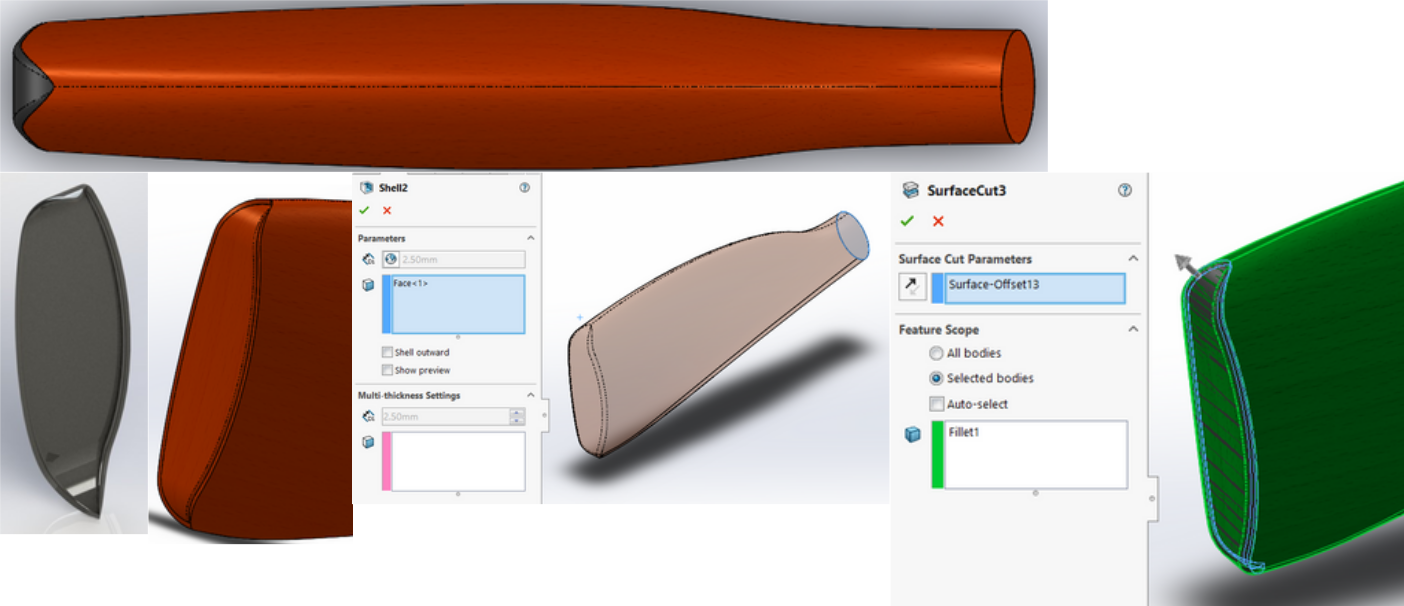 Shell2
Parameters
2.50mm
Face<1>
Shell outward
Show preview
Multi-thickness Settings
2.50mm
SurfaceCut3
Surface Cut Parameters
Surface-Offset13
Feature Scope
All bodies
Selected bodies
Auto-select
Fillet1